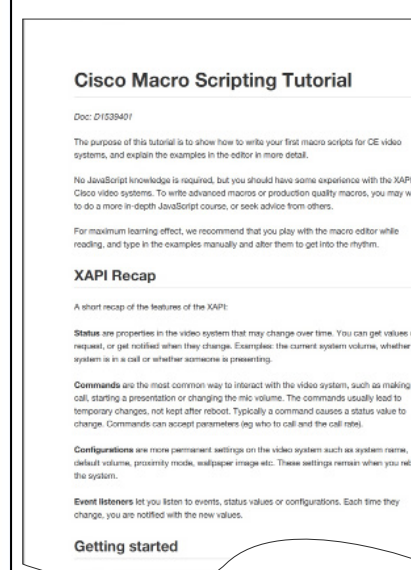 Cisco Macro Scripting Tutorial
Doc: D1539401
The purpose of this tutorial is to show how to write your first macro scripts for CE video
systems, and explain the examples in the editor in more detail.
No JavaScript knowledge is required, but you should have some experience with the XAPI
Cisco video systems. To write advanced macros or production quality macros, you may w
to do a more in-depth JavaScript course, or seek advice from others.
For maximum learning effect, we recommend that you play with the macro editor while
reading, and type in the examples manually and alter them to get into the rhythm.
XAPI Recap
A short recap of the features of the XAPI:
Status are properties in the video system that may change over time. You can get values
request, or get notified when they change. Examples: the current system volume, whether
system is in a call or whether someone is presenting.
Commands are the most common way to interact with the video system, such as making
call, starting a presentation or changing the mic volume. The commands usually lead to
temporary changes, not kept after reboot. Typically a command causes a status value to
change. Commands can accept parameters (eg who to call and the call rate).
Configurations are more permanent settings on the video system such as system name,
default volume, proximity mode, wallpaper image etc. These settings remain when you reb
the system.
Event listeners let you listen to events, status values or configurations. Each time they
change, you are notified with the new values.
Getting started